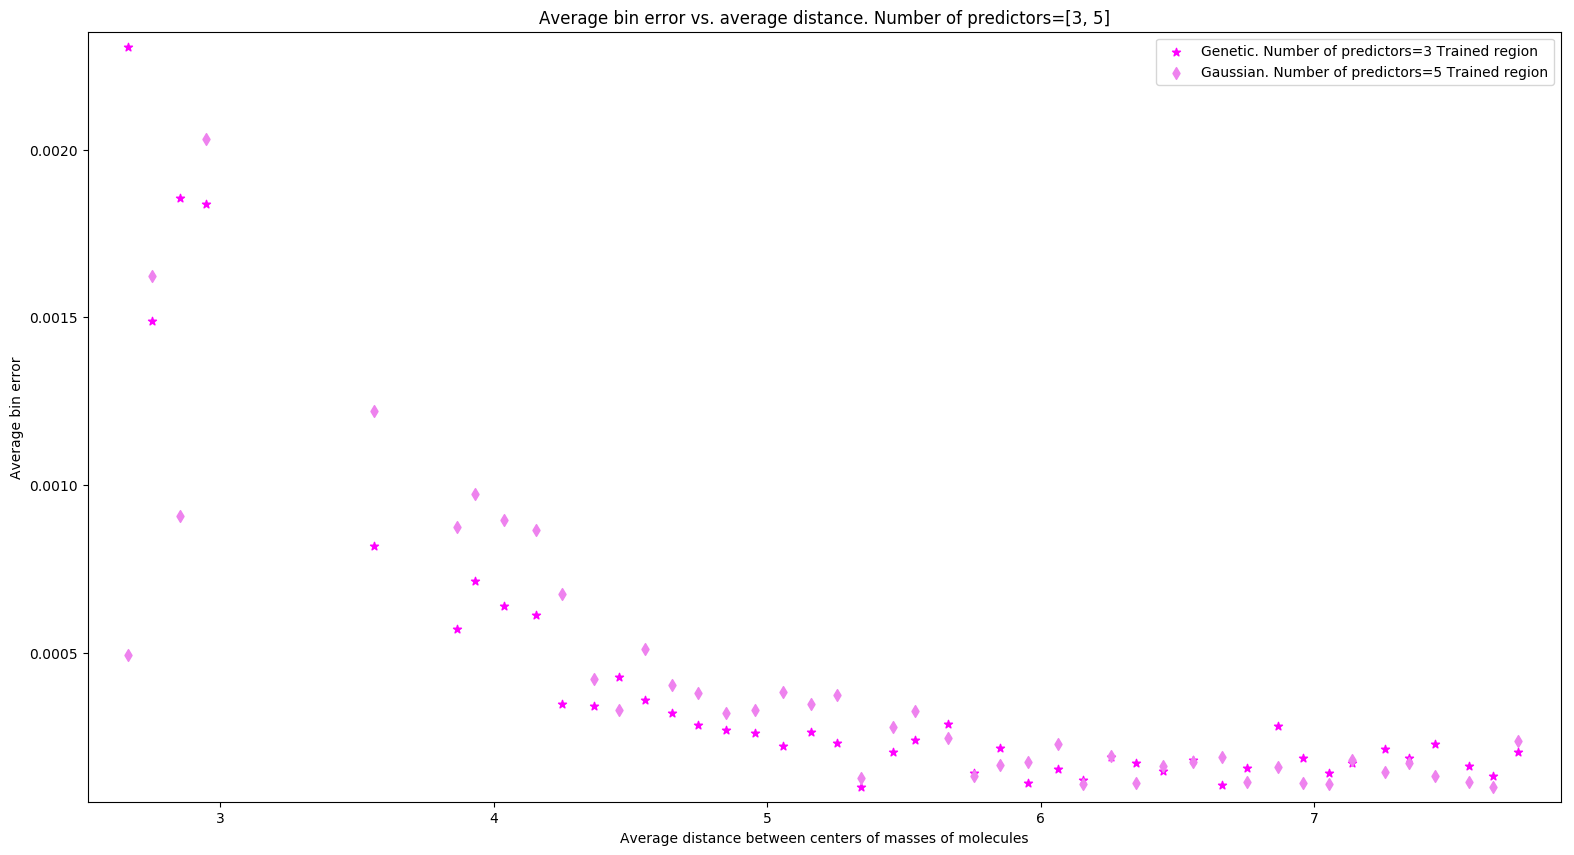 Average bin error vs. average distance. Number of predictors=[3, 5]
Genetic. Number of predictors=3 Trained region
Gaussian. Number of predictors=5 Trained region
Average bin error
0.0020
0.0015
0.0010
0.0005
3
4
5
6
7
Average distance between centers of masses of molecules